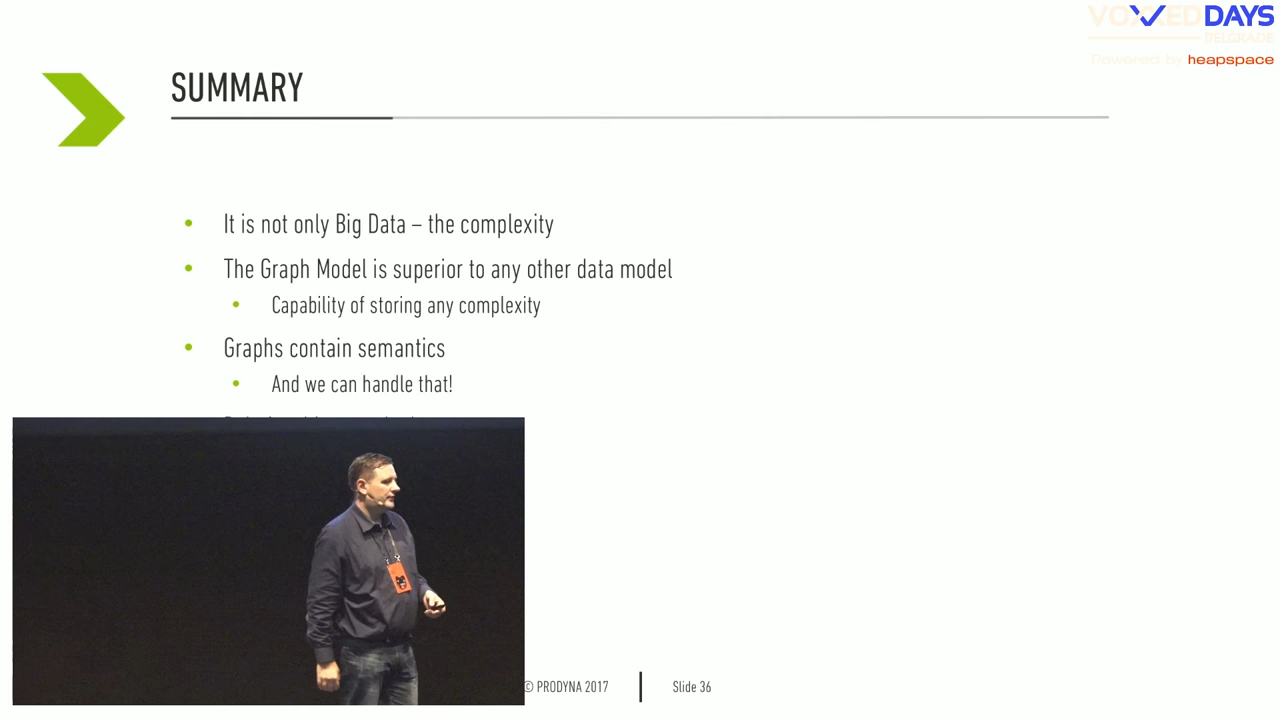 VOXXED DAYS
BELGRADE
Powered by heapspace
SUMMARY
• It is not only Big Data – the complexity
• The Graph Model is superior to any other data model
• Capability of storing any complexity
• Graphs contain semantics
• And we can handle that!
© PRODYNA 2017
Slide 36